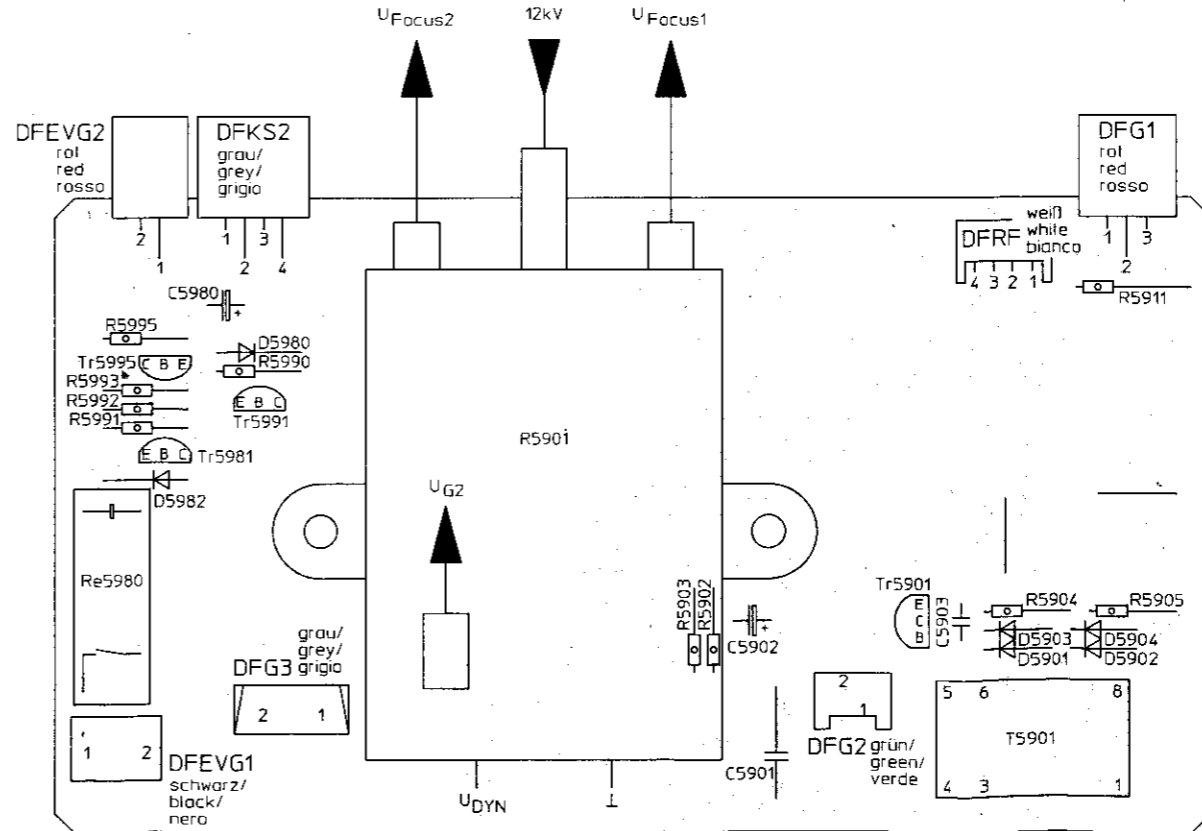 UFocus2
12kV
UFocus1
DFEVG2
rot
red
rosso
2
1
DFKS2
grau/
grey/
grigio
1
2
3
4
DFG1
rot
red
rosso
1
2
3
DFRF
weiß
white
bianco
4 3 2 1
R5911
C5980
+
R5995
D5980
R5990
Tr5995
C B E
R5993
R5992
R5991
E B C
Tr5991
E B C
Tr5981
D5982
R5901
UG2
Re5980
R5903
R5902
+
C5902
Tr5901
E
C
B
C5903
R5904
R5905
D5903
D5904
D5901
D5902
grau/
grey/
grigio
DFG3
2 1
2
1
DFG2
grün/
green/
verde
5 6 8
T5901
4 3 1
1 2
DFEVG1
schwarz/
black/
nero
C5901
UDYN
⊥